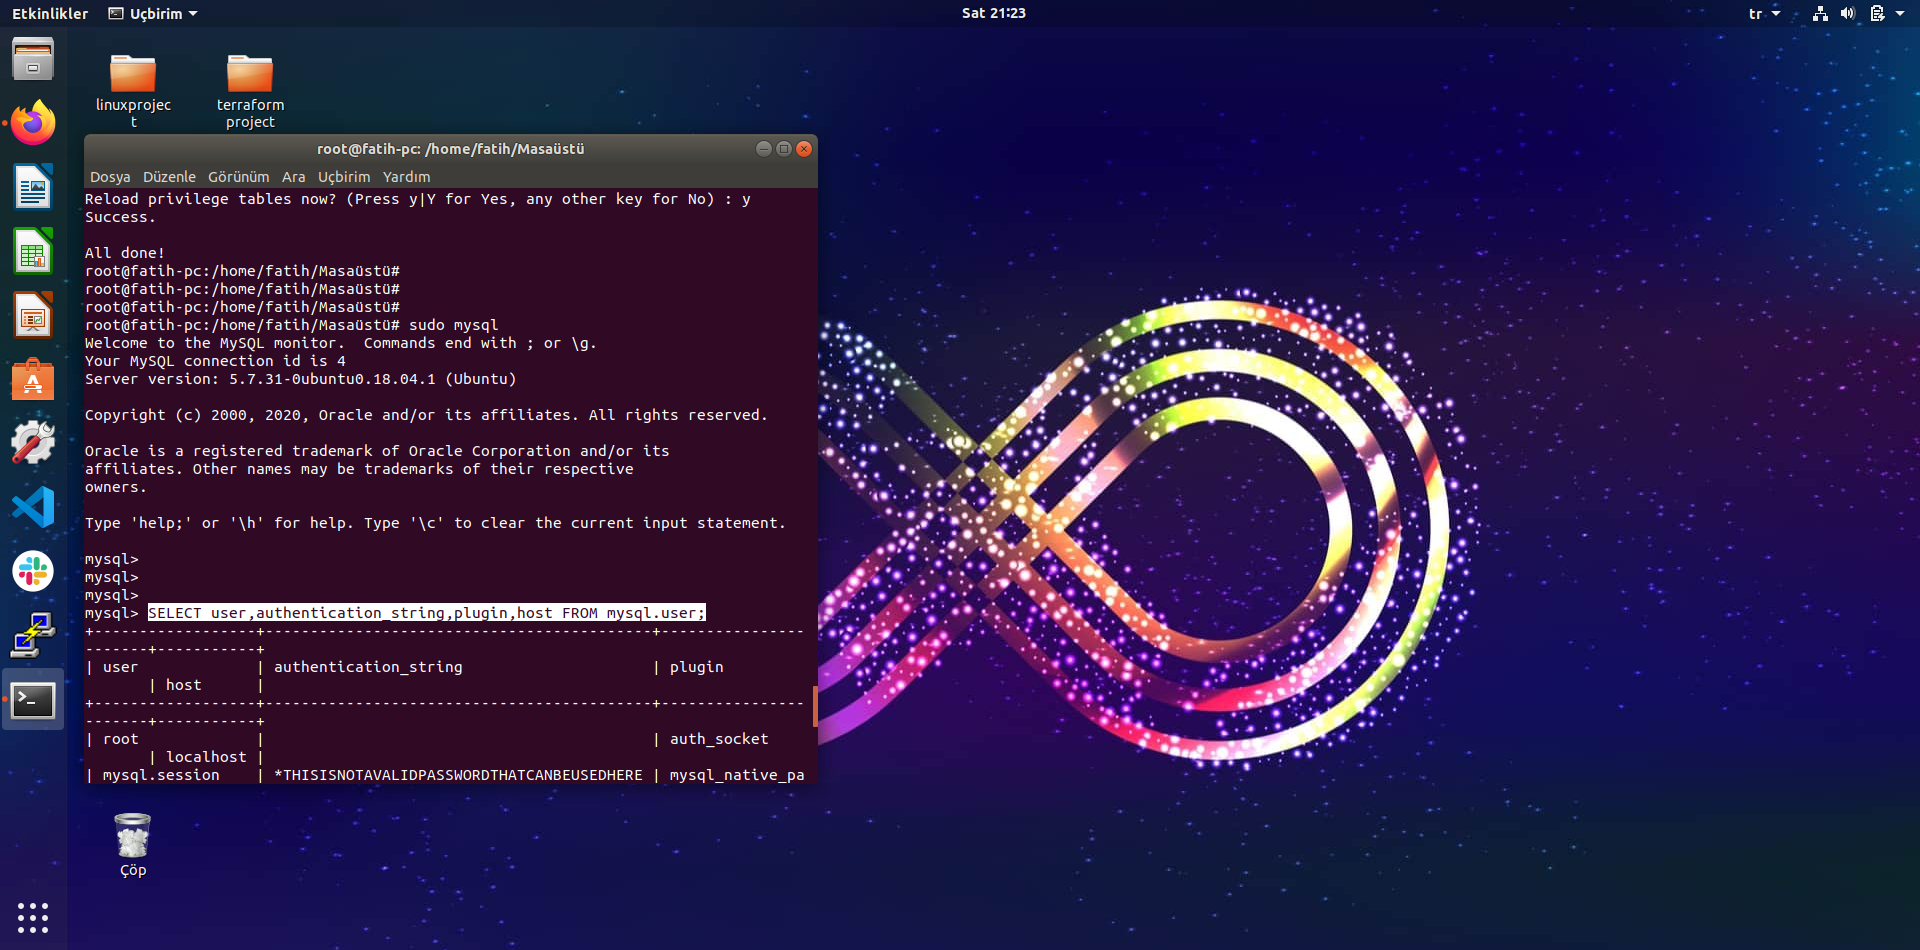 Etkinlikler
Uçbirim
Sat 21:23
tr
linuxprojec
t
terraform
project
root@fatih-pc: /home/fatih/Masaüstü
Dosya Düzenle Görünüm Ara Uçbirim Yardım
Reload privilege tables now? (Press y|Y for Yes, any other key for No) : y
Success.
All done!
root@fatih-pc:/home/fatih/Masaüstü#
root@fatih-pc:/home/fatih/Masaüstü#
root@fatih-pc:/home/fatih/Masaüstü#
root@fatih-pc:/home/fatih/Masaüstü# sudo mysql
Welcome to the MySQL monitor.  Commands end with ; or \g.
Your MySQL connection id is 4
Server version: 5.7.31-0ubuntu0.18.04.1 (Ubuntu)
Copyright (c) 2000, 2020, Oracle and/or its affiliates. All rights reserved.
Oracle is a registered trademark of Oracle Corporation and/or its
affiliates. Other names may be trademarks of their respective
owners.
Type 'help;' or '\h' for help. Type '\c' to clear the current input statement.
mysql>
mysql>
mysql>
mysql> SELECT user,authentication_string,plugin,host FROM mysql.user;
+------------------+-------------------------------------------+----------------
-------+-----------+
| user             | authentication_string                     | plugin
       | host      |
+------------------+-------------------------------------------+----------------
-------+-----------+
| root             |                                           | auth_socket
       | localhost |
| mysql.session    | *THISISNOTAVALIDPASSWORDTHATCANBEUSEDHERE | mysql_native_pa
Çöp